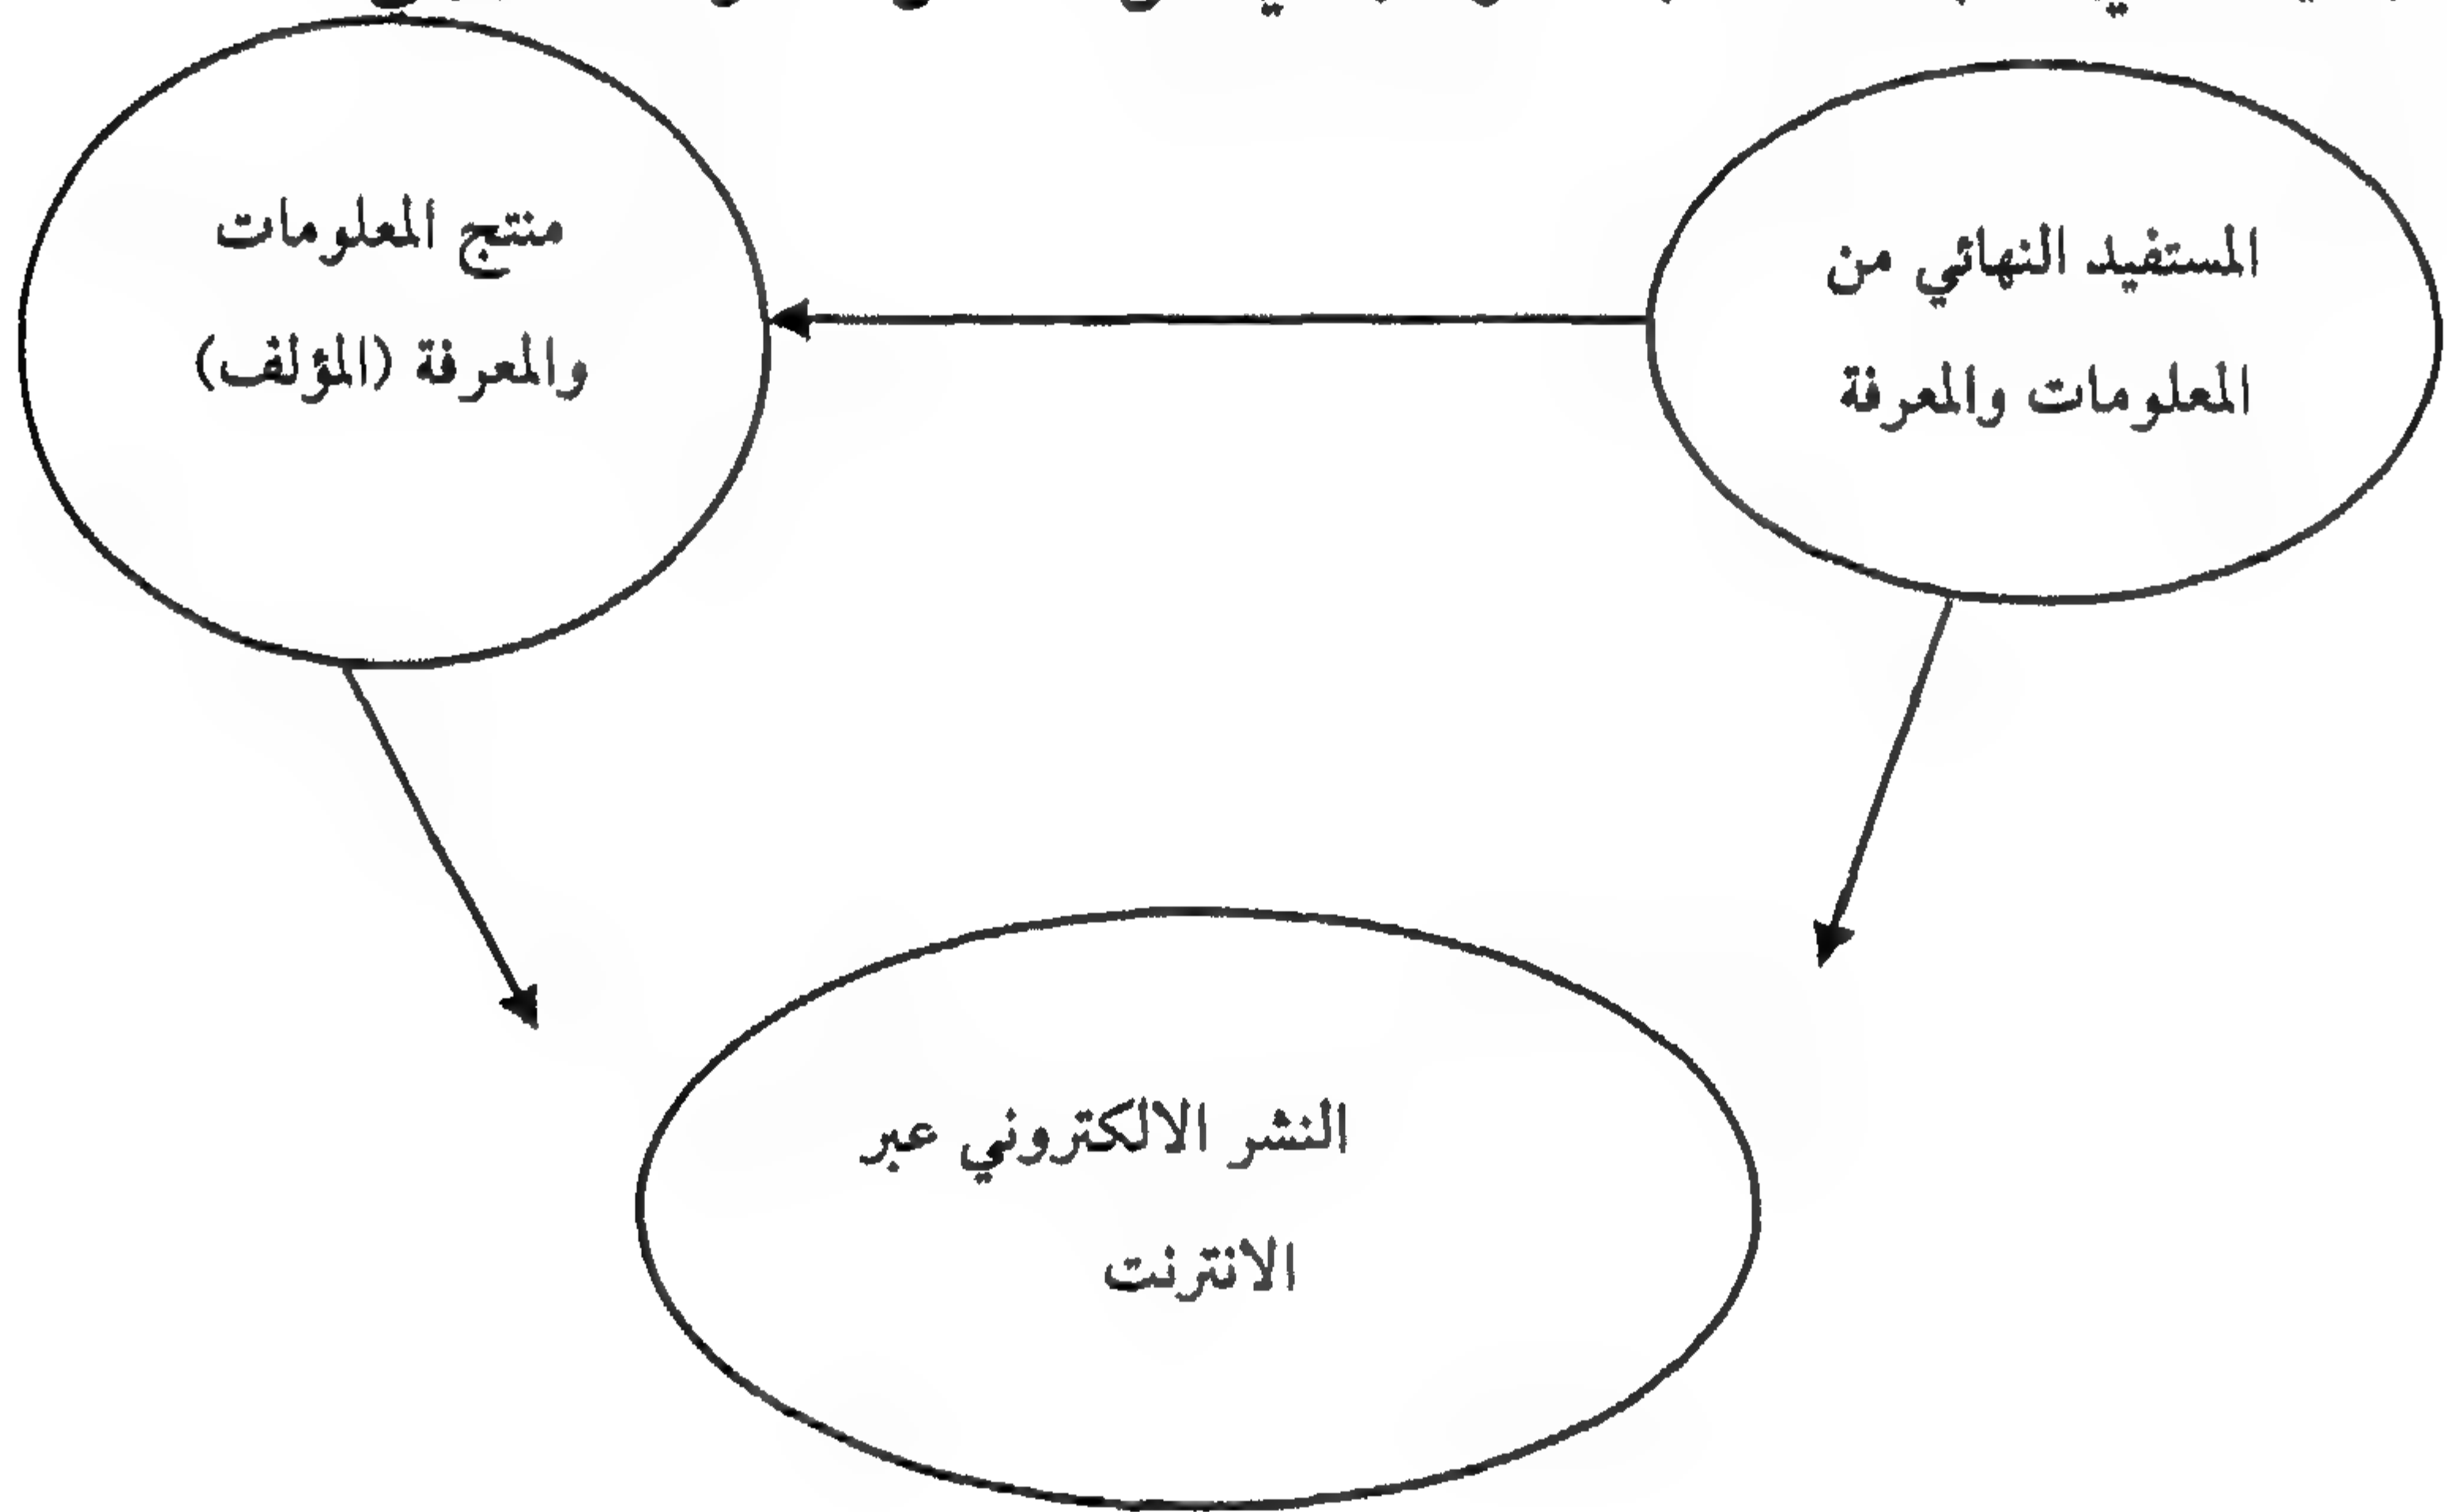 المستفيد النهائي من
المعلومات والمعرفة
منتج المعلومات
والمعرفة (المؤلف)
النشر الالكتروني عبر
الانترنت